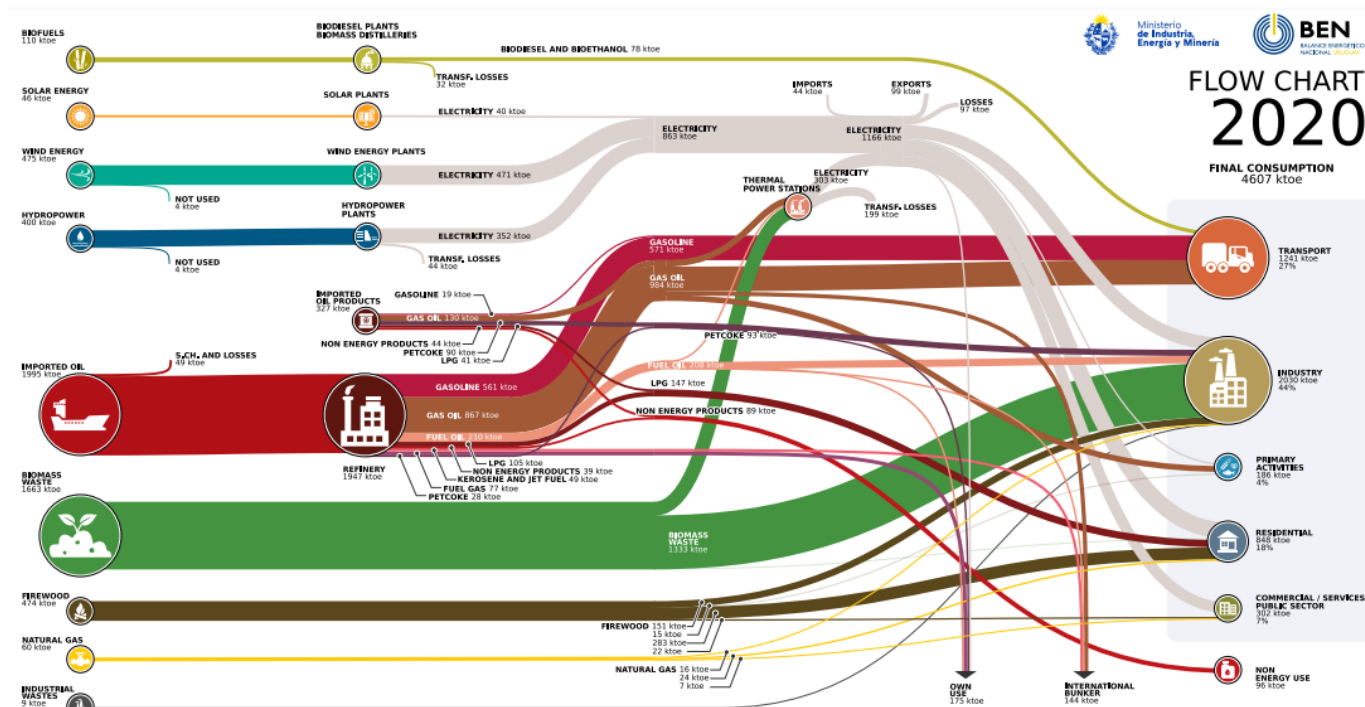 BIOFUELS
110 ktoe
BIODIESEL PLANTS
BIOMASS DISTILLERIES
BIODIESEL AND BIOETHANOL 78 ktoe
TRANSF. LOSSES
32 ktoe
Ministerio
de Industria,
Energía y Minería
BEN
BALANCE ENERGÉTICO
NACIONAL URUGUAY
FLOW CHART
2020
FINAL CONSUMPTION
4607 ktoe
SOLAR ENERGY
46 ktoe
SOLAR PLANTS
ELECTRICITY 40 ktoe
IMPORTS
44 ktoe
EXPORTS
99 ktoe
LOSSES
97 ktoe
ELECTRICITY
863 ktoe
ELECTRICITY
1166 ktoe
WIND ENERGY
475 ktoe
WIND ENERGY PLANTS
ELECTRICITY 471 ktoe
NOT USED
4 ktoe
THERMAL
POWER STATIONS
ELECTRICITY
303 ktoe
TRANSF. LOSSES
199 ktoe
HYDROPOWER
400 ktoe
HYDROPOWER
PLANTS
ELECTRICITY 352 ktoe
NOT USED
4 ktoe
TRANSF. LOSSES
44 ktoe
GASOLINE
571 ktoe
GAS OIL
984 ktoe
TRANSPORT
1241 ktoe
27%
IMPORTED
OIL PRODUCTS
327 ktoe
GASOLINE 19 ktoe
GAS OIL 130 ktoe
NON ENERGY PRODUCTS 44 ktoe
PETCOKE 90 ktoe
LPG 41 ktoe
PETCOKE 93 ktoe
IMPORTED OIL
1995 ktoe
S.CH. AND LOSSES
49 ktoe
FUEL OIL 208 ktoe
INDUSTRY
2030 ktoe
44%
GASOLINE 561 ktoe
LPG 147 ktoe
GAS OIL 867 ktoe
NON ENERGY PRODUCTS 89 ktoe
FUEL OIL 210 ktoe
REFINERY
1947 ktoe
LPG 105 ktoe
NON ENERGY PRODUCTS 39 ktoe
KEROSENE AND JET FUEL 49 ktoe
FUEL GAS 77 ktoe
PETCOKE 28 ktoe
PRIMARY
ACTIVITIES
186 ktoe
4%
BIOMASS
WASTE
1663 ktoe
BIOMASS
WASTE
1333 ktoe
RESIDENTIAL
848 ktoe
18%
FIREWOOD
474 ktoe
FIREWOOD 151 ktoe
15 ktoe
283 ktoe
22 ktoe
COMMERCIAL / SERVICES
PUBLIC SECTOR
302 ktoe
7%
NATURAL GAS
60 ktoe
NATURAL GAS 16 ktoe
24 ktoe
7 ktoe
INDUSTRIAL
WASTES
9 ktoe
OWN
USE
175 ktoe
INTERNATIONAL
BUNKER
144 ktoe
NON
ENERGY USE
96 ktoe